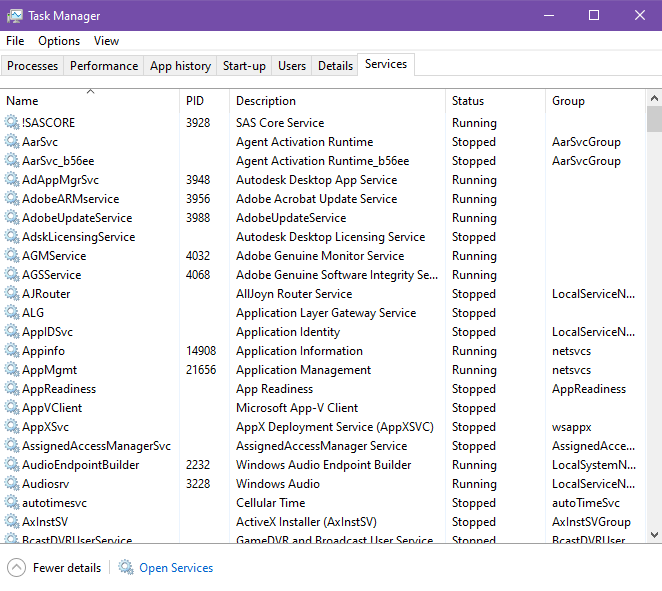 Task Manager
File Options View
Processes Performance App history Start-up Users Details Services
Name PID Description Status Group
!SASCORE 3928 SAS Core Service Running
AarSvc Agent Activation Runtime Stopped AarSvcGroup
AarSvc_b56ee Agent Activation Runtime_b56ee Stopped AarSvcGroup
AdAppMgrSvc 3948 Autodesk Desktop App Service Running
AdobeARMservice 3956 Adobe Acrobat Update Service Running
AdobeUpdateService 3988 AdobeUpdateService Running
AdskLicensingService Autodesk Desktop Licensing Service Stopped
AGMService 4032 Adobe Genuine Monitor Service Running
AGSService 4068 Adobe Genuine Software Integrity Se... Running
AJRouter AllJoyn Router Service Stopped LocalServiceN...
ALG Application Layer Gateway Service Stopped
AppIDSvc Application Identity Stopped LocalServiceN...
Appinfo 14908 Application Information Running netsvcs
AppMgmt 21656 Application Management Running netsvcs
AppReadiness App Readiness Stopped AppReadiness
AppVClient Microsoft App-V Client Stopped
AppXSvc AppX Deployment Service (AppXSVC) Stopped wsappx
AssignedAccessManagerSvc AssignedAccessManager Service Stopped AssignedAcce...
AudioEndpointBuilder 2232 Windows Audio Endpoint Builder Running LocalSystemN...
Audiosrv 3228 Windows Audio Running LocalServiceN...
autotimesvc Cellular Time Stopped autoTimeSvc
AxInstSV ActiveX Installer (AxInstSV) Stopped AxInstSVGroup
BcastDVRUserService GameDVR and Broadcast User Service Stopped BcastDVRUser...
Fewer details Open Services